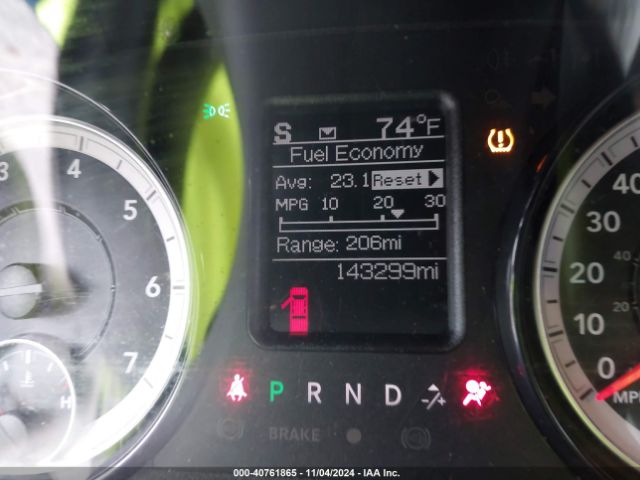 S 74°F
Fuel Economy
Avg: 23.1 Reset
MPG 10 20 30
Range: 206mi
143299mi
3 4 5 6 7
H
40 30 20 10 0
MPH
P R N D
BRAKE
000-40761865 - 11/04/2024 - IAA Inc.